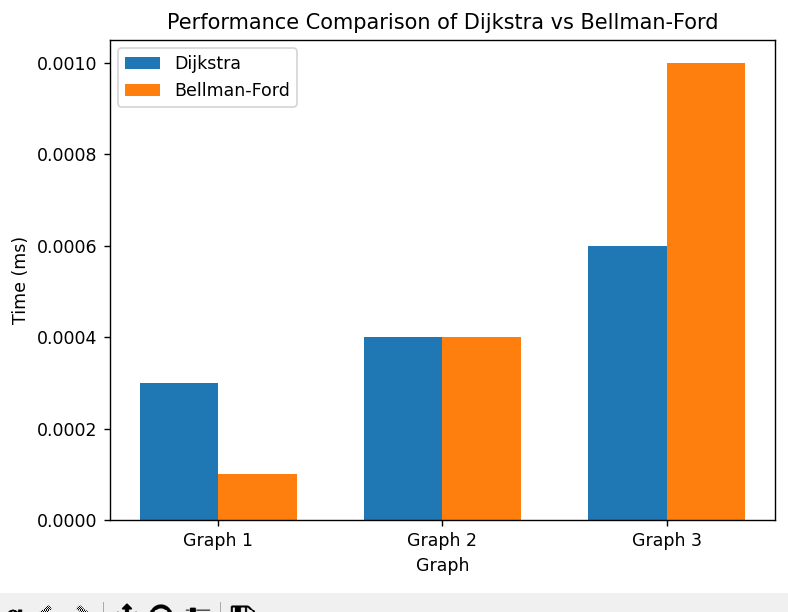 Performance Comparison of Dijkstra vs Bellman-Ford
Dijkstra
Bellman-Ford
0.0010
0.0008
0.0006
0.0004
0.0002
0.0000
Time (ms)
Graph 1
Graph 2
Graph 3
Graph